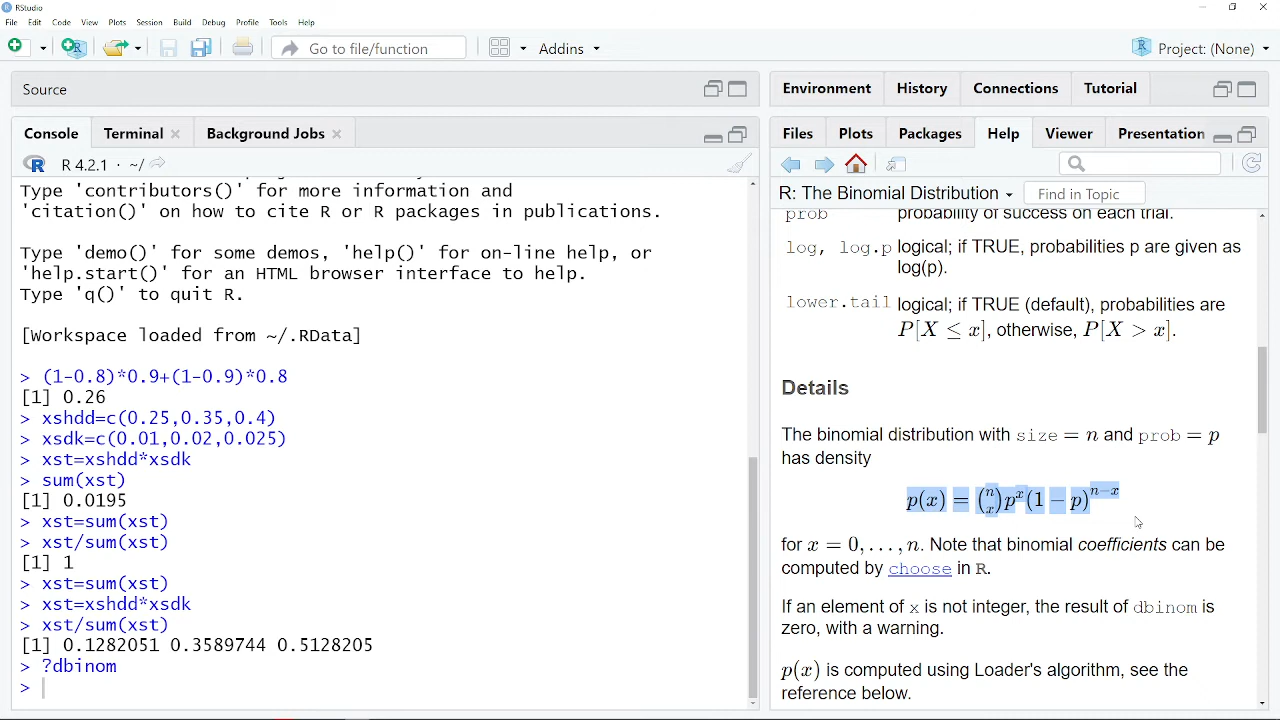 RStudio
File Edit Code View Plots Session Build Debug Profile Tools Help
Go to file/function Addins Project: (None)
Source
Console Terminal Background Jobs
R 4.2.1 · ~/
Type 'contributors()' for more information and
'citation()' on how to cite R or R packages in publications.
Type 'demo()' for some demos, 'help()' for on-line help, or
'help.start()' for an HTML browser interface to help.
Type 'q()' to quit R.
[Workspace loaded from ~/.RData]
> (1-0.8)*0.9+(1-0.9)*0.8
[1] 0.26
> xshdd=c(0.25,0.35,0.4)
> xsdk=c(0.01,0.02,0.025)
> xst=xshdd*xsdk
> sum(xst)
[1] 0.0195
> xst=sum(xst)
> xst/sum(xst)
[1] 1
> xst=sum(xst)
> xst=xshdd*xsdk
> xst/sum(xst)
[1] 0.1282051 0.3589744 0.5128205
> ?dbinom
>
Environment History Connections Tutorial
Files Plots Packages Help Viewer Presentation
R: The Binomial Distribution Find in Topic
prob probability of success on each trial.
log, log.p logical; if TRUE, probabilities p are given as
log(p).
lower.tail logical; if TRUE (default), probabilities are
P[X ≤ x], otherwise, P[X > x].
Details
The binomial distribution with size = n and prob = p
has density
p(x) = (n x) p^x (1 − p)^{n−x}
for x = 0, . . . , n. Note that binomial coefficients can be
computed by choose in R.
If an element of x is not integer, the result of dbinom is
zero, with a warning.
p(x) is computed using Loader's algorithm, see the
reference below.